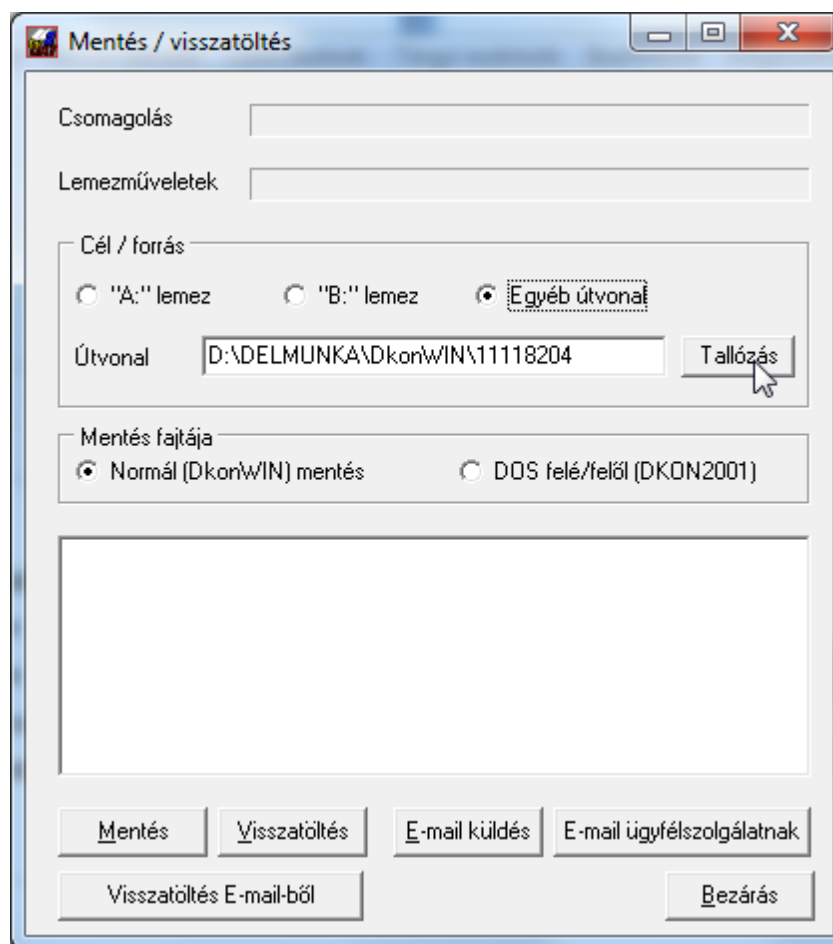 Mentés / visszatöltés
Csomagolás
Lemezműveletek
Cél / forrás
"A:" lemez "B:" lemez Egyéb útvonal
Útvonal D:\DELMUNKA\DkonWIN\11118204 Tallózás
Mentés fajtája
Normál (DkonWIN) mentés DOS felé/felől (DKON2001)
Mentés Visszatöltés E-mail küldés E-mail ügyfélszolgálatnak
Visszatöltés E-mail-ből Bezárás